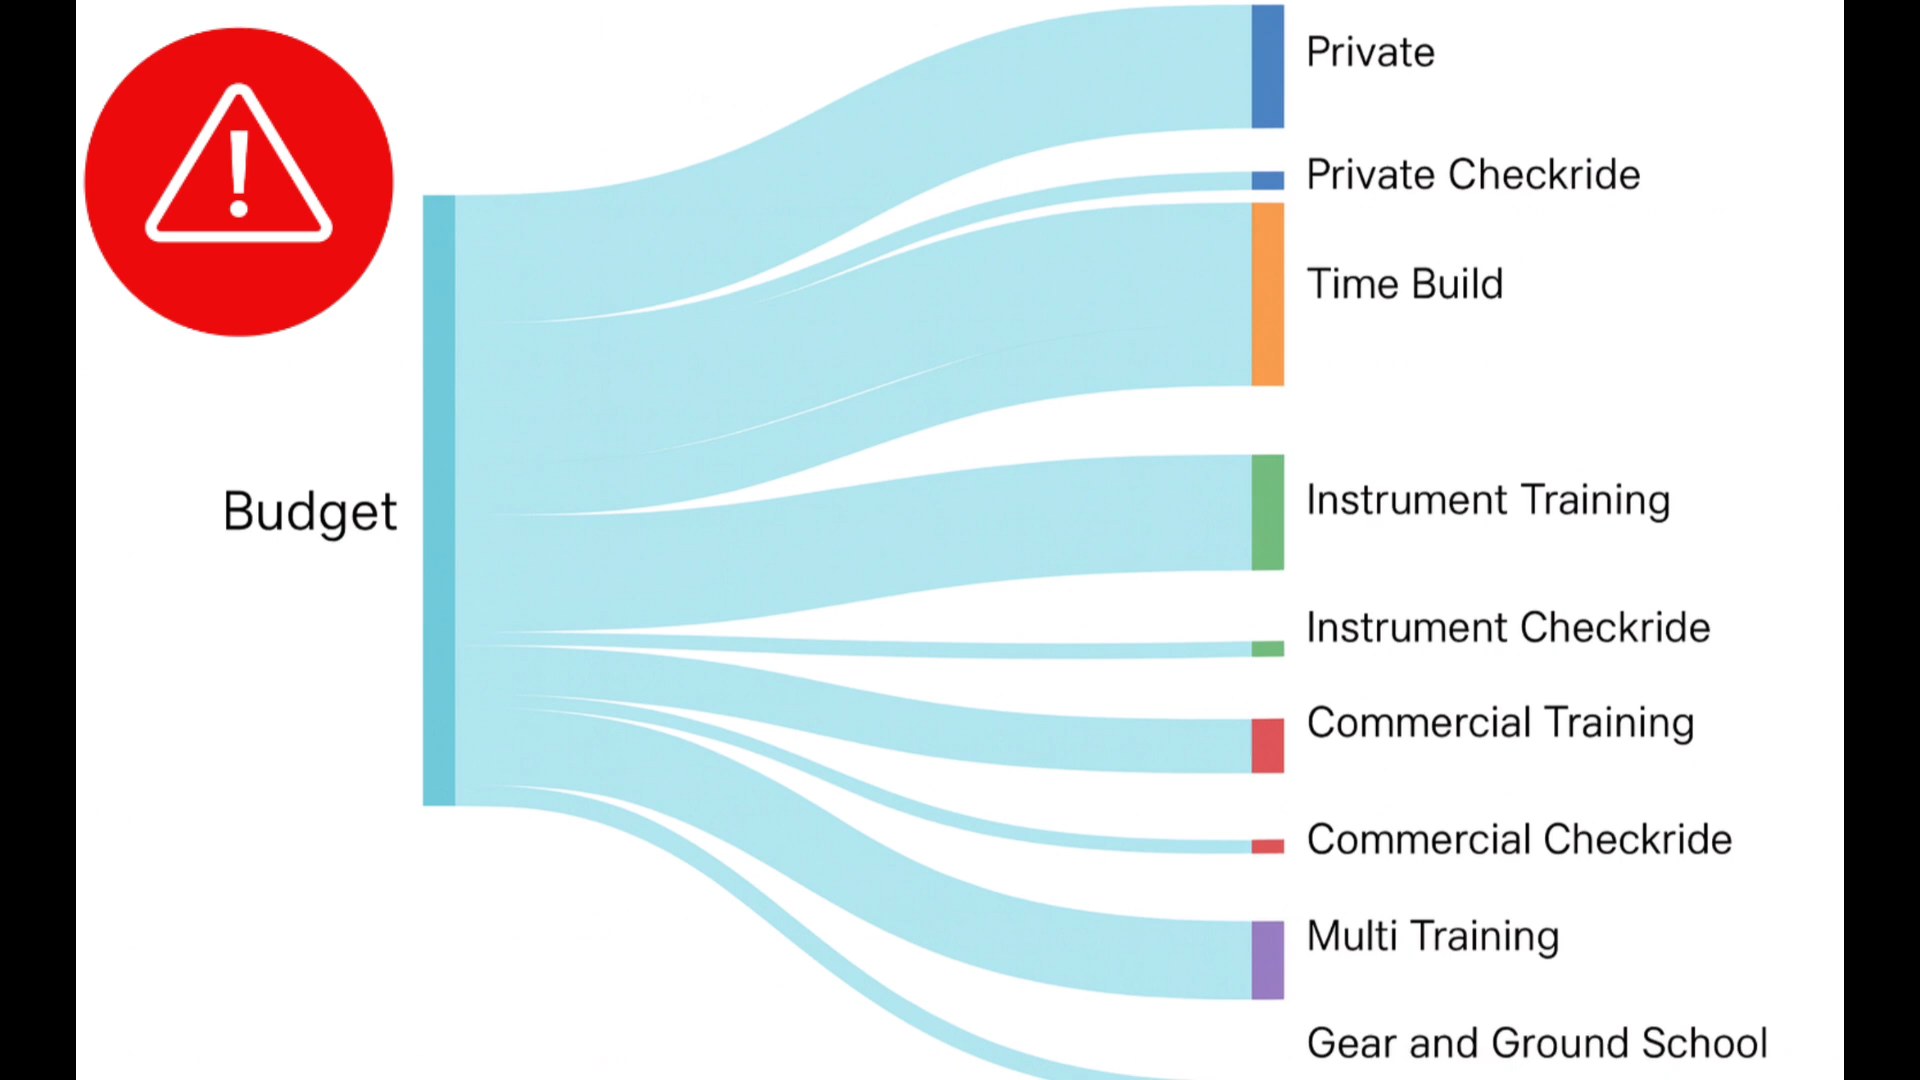 Private
Private Checkride
Time Build
Budget
Instrument Training
Instrument Checkride
Commercial Training
Commercial Checkride
Multi Training
Gear and Ground School